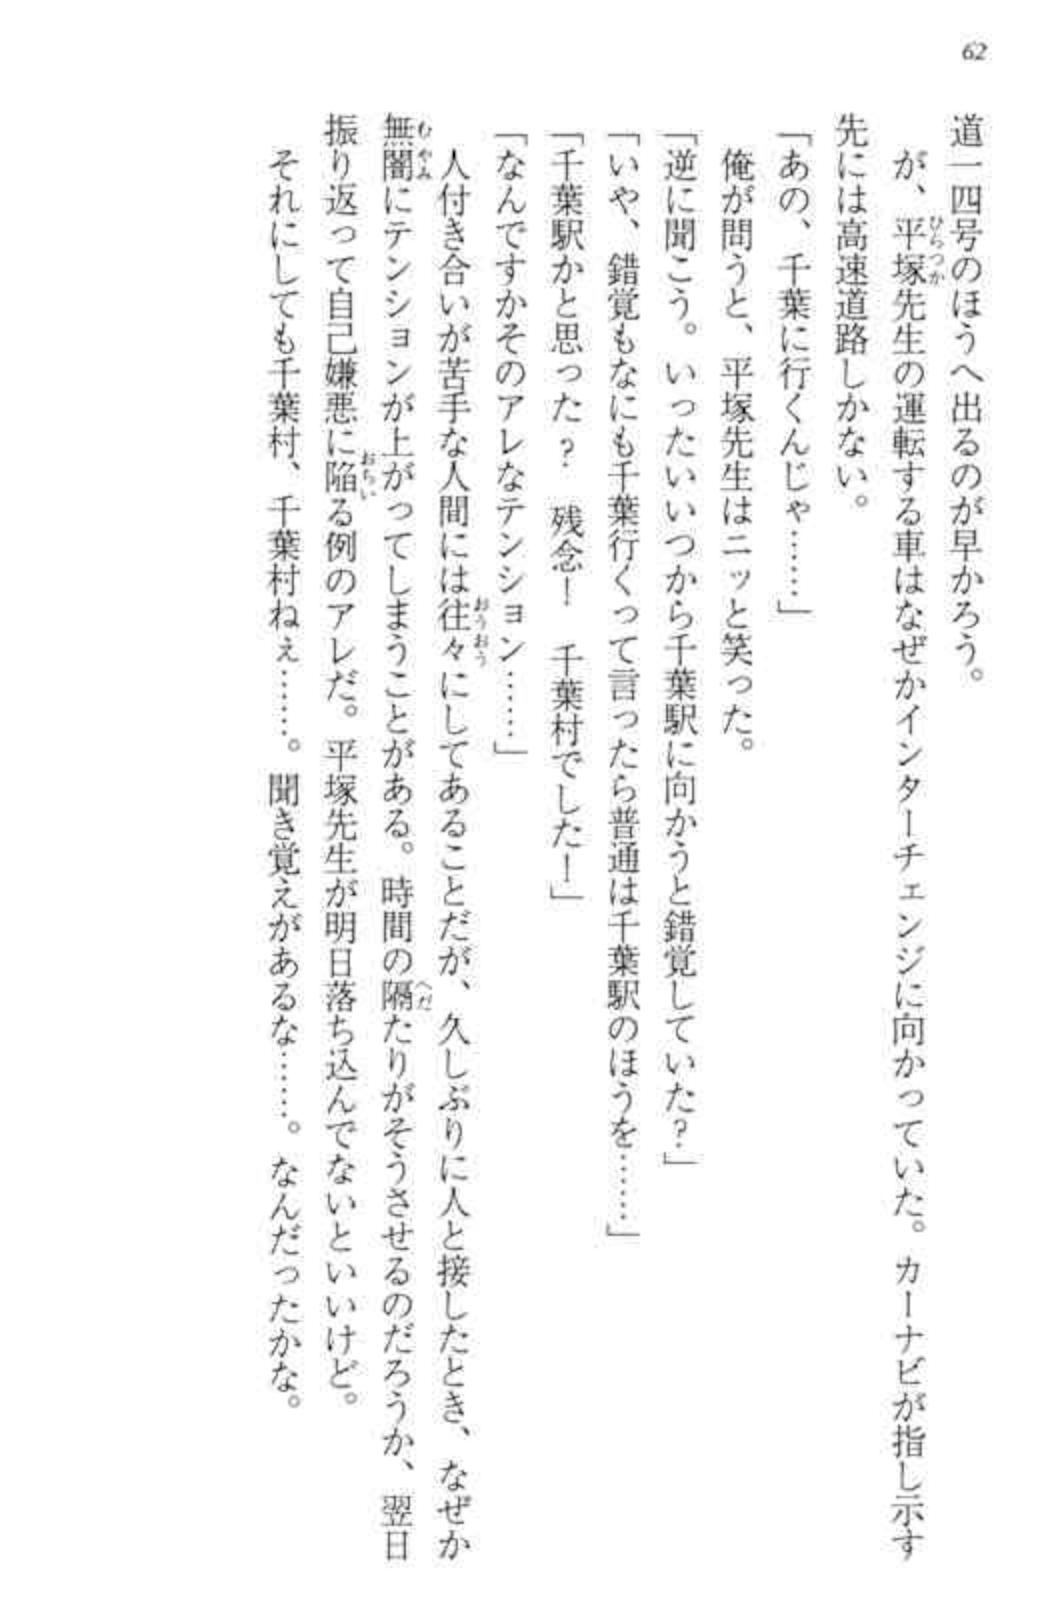 62
道一四号のほうへ出るのが早かろう。
が、平塚先生の運転する車はなぜかインターチェンジに向かっていた。カーナビが指し示す
先には高速道路しかない。
「あの、千葉に行くんじゃ……」
俺が問うと、平塚先生はニッと笑った。
「逆に聞こう。いったいいつから千葉駅に向かうと錯覚していた？」
「いや、錯覚もなにも千葉行くって言ったら普通は千葉駅のほうを……」
「千葉駅かと思った？　残念！　千葉村でした！」
「なんですかそのアレなテンション……」
人付き合いが苦手な人間には往々にしてあることだが、久しぶりに人と接したとき、なぜか
無闇にテンションが上がってしまうことがある。時間の隔たりがそうさせるのだろうか、翌日
振り返って自己嫌悪に陥る例のアレだ。平塚先生が明日落ち込んでないといいけど。
それにしても千葉村、千葉村ねぇ……。聞き覚えがあるな……。なんだったかな。